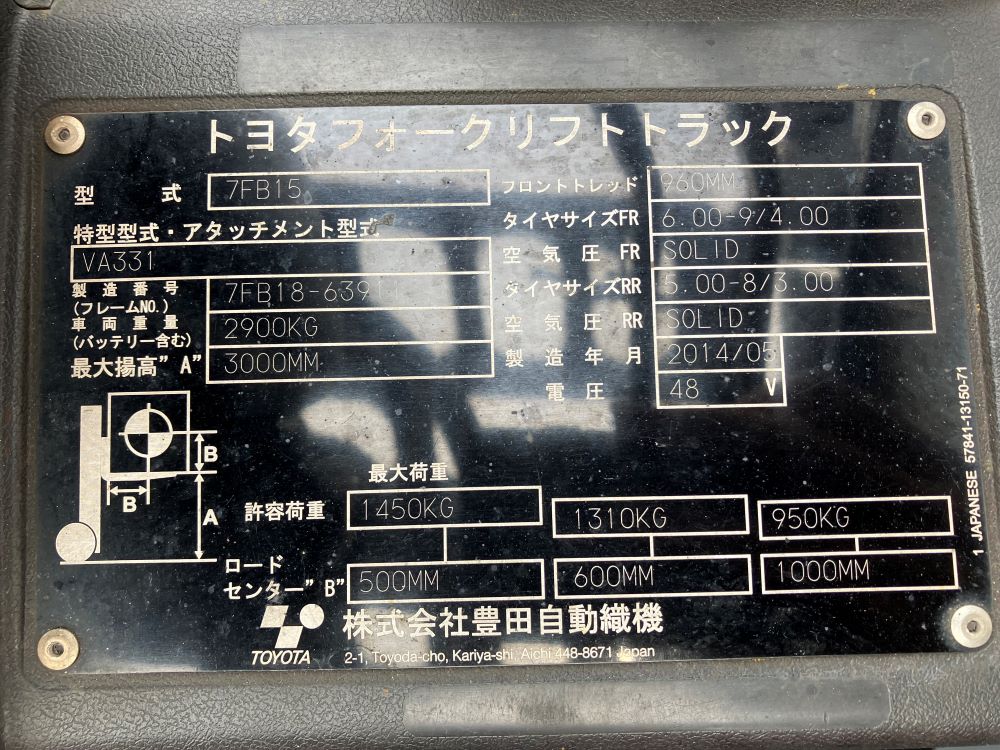 トヨタフォークリフトトラック
型 式 7FB15 フロントトレッド 960MM
特型型式・アタッチメント型式 タイヤサイズFR 6.00-9/4.00
VA331 空気圧 FR SOLID
製造番号 7FB18-639 タイヤサイズRR 5.00-8/3.00
(フレームNO.)
車両重量 2900KG 空気圧 RR SOLID
(バッテリー含む)
最大揚高"A" 3000MM 製造年月 2014/05
電圧 48 V
B
B
A
最大荷重
許容荷重 1450KG 1310KG 950KG
ロード
センター"B" 500MM 600MM 1000MM
TOYOTA
株式会社豊田自動織機
2-1, Toyoda-cho, Kariya-shi, Aichi 448-8671 Japan
1 JAPANESE 57841-13150-71